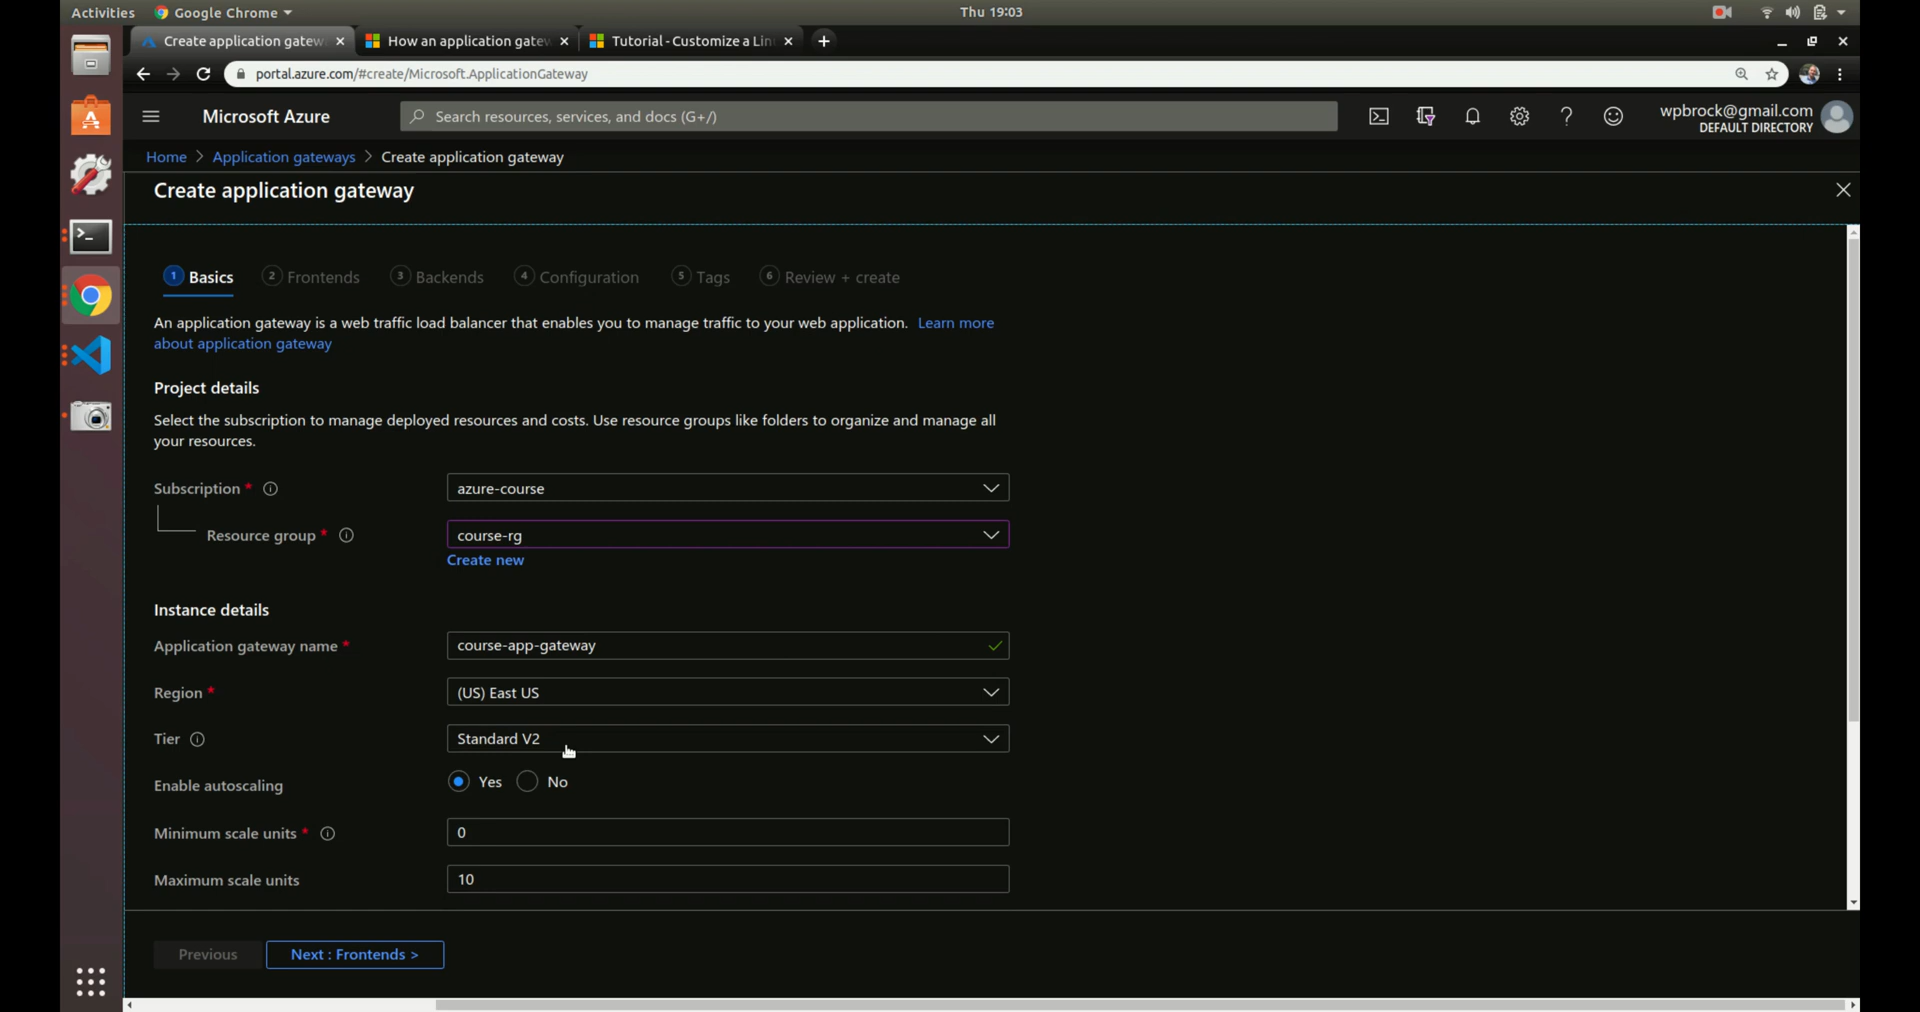 Activities
Google Chrome
Thu 19:03
Create application gatew
How an application gatew
Tutorial - Customize a Lin
portal.azure.com/#create/Microsoft.ApplicationGateway
Microsoft Azure
Search resources, services, and docs (G+/)
wpbrock@gmail.com
DEFAULT DIRECTORY
Home > Application gateways > Create application gateway
Create application gateway
1 Basics
2 Frontends
3 Backends
4 Configuration
5 Tags
6 Review + create
An application gateway is a web traffic load balancer that enables you to manage traffic to your web application. Learn more
about application gateway
Project details
Select the subscription to manage deployed resources and costs. Use resource groups like folders to organize and manage all
your resources.
Subscription *
azure-course
Resource group *
course-rg
Create new
Instance details
Application gateway name *
course-app-gateway
Region *
(US) East US
Tier
Standard V2
Enable autoscaling
Yes
No
Minimum scale units *
0
Maximum scale units
10
Previous
Next : Frontends >